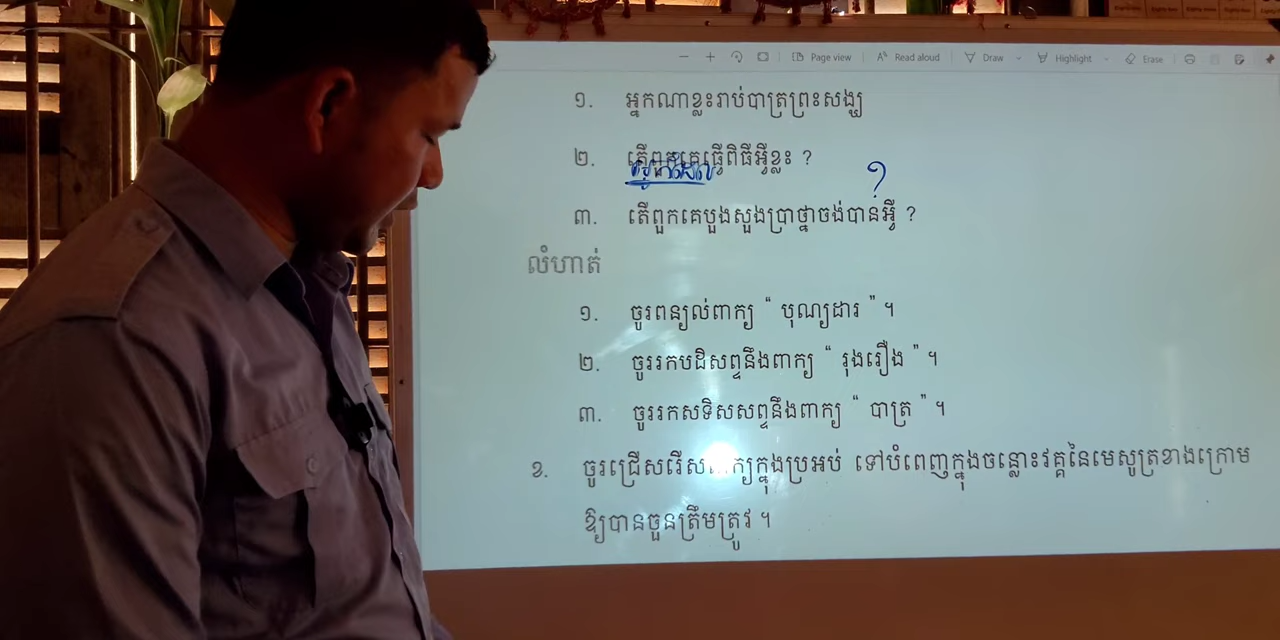 Page view Read aloud Draw Highlight Erase
១. អ្នកណាខ្លះរាប់បាត្រព្រះសង្ឃ
២. តើពួកគេធ្វើពិធីអ្វីខ្លះ ?
?
៣. តើពួកគេបួងសួងប្រាថ្នាចង់បានអ្វី ?
លំហាត់
១. ចូរពន្យល់ពាក្យ “ បុណ្យដារ ” ។
២. ចូររកបដិសព្ទនឹងពាក្យ “ រុងរឿង ” ។
៣. ចូររកសទិសសព្ទនឹងពាក្យ “ បាត្រ ” ។
ខ. ចូរជ្រើសរើសពាក្យក្នុងប្រអប់ ទៅបំពេញក្នុងចន្លោះវគ្គនៃមេសូត្រខាងក្រោម
ឱ្យបានចួនត្រឹមត្រូវ ។